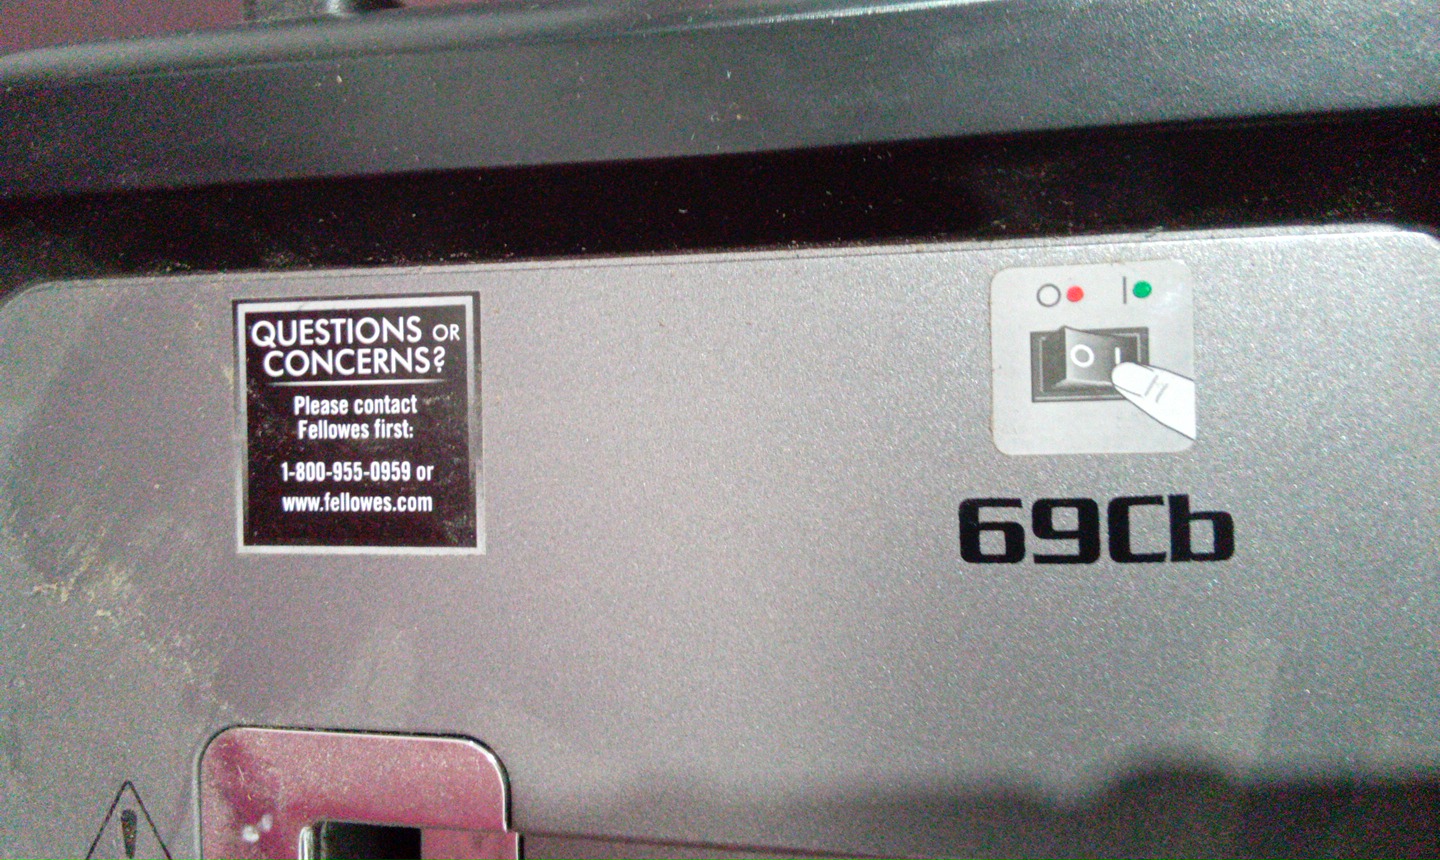 QUESTIONS OR
CONCERNS?
Please contact
Fellowes first:
1-800-955-0959 or
www.fellowes.com
O I
O I
69Cb